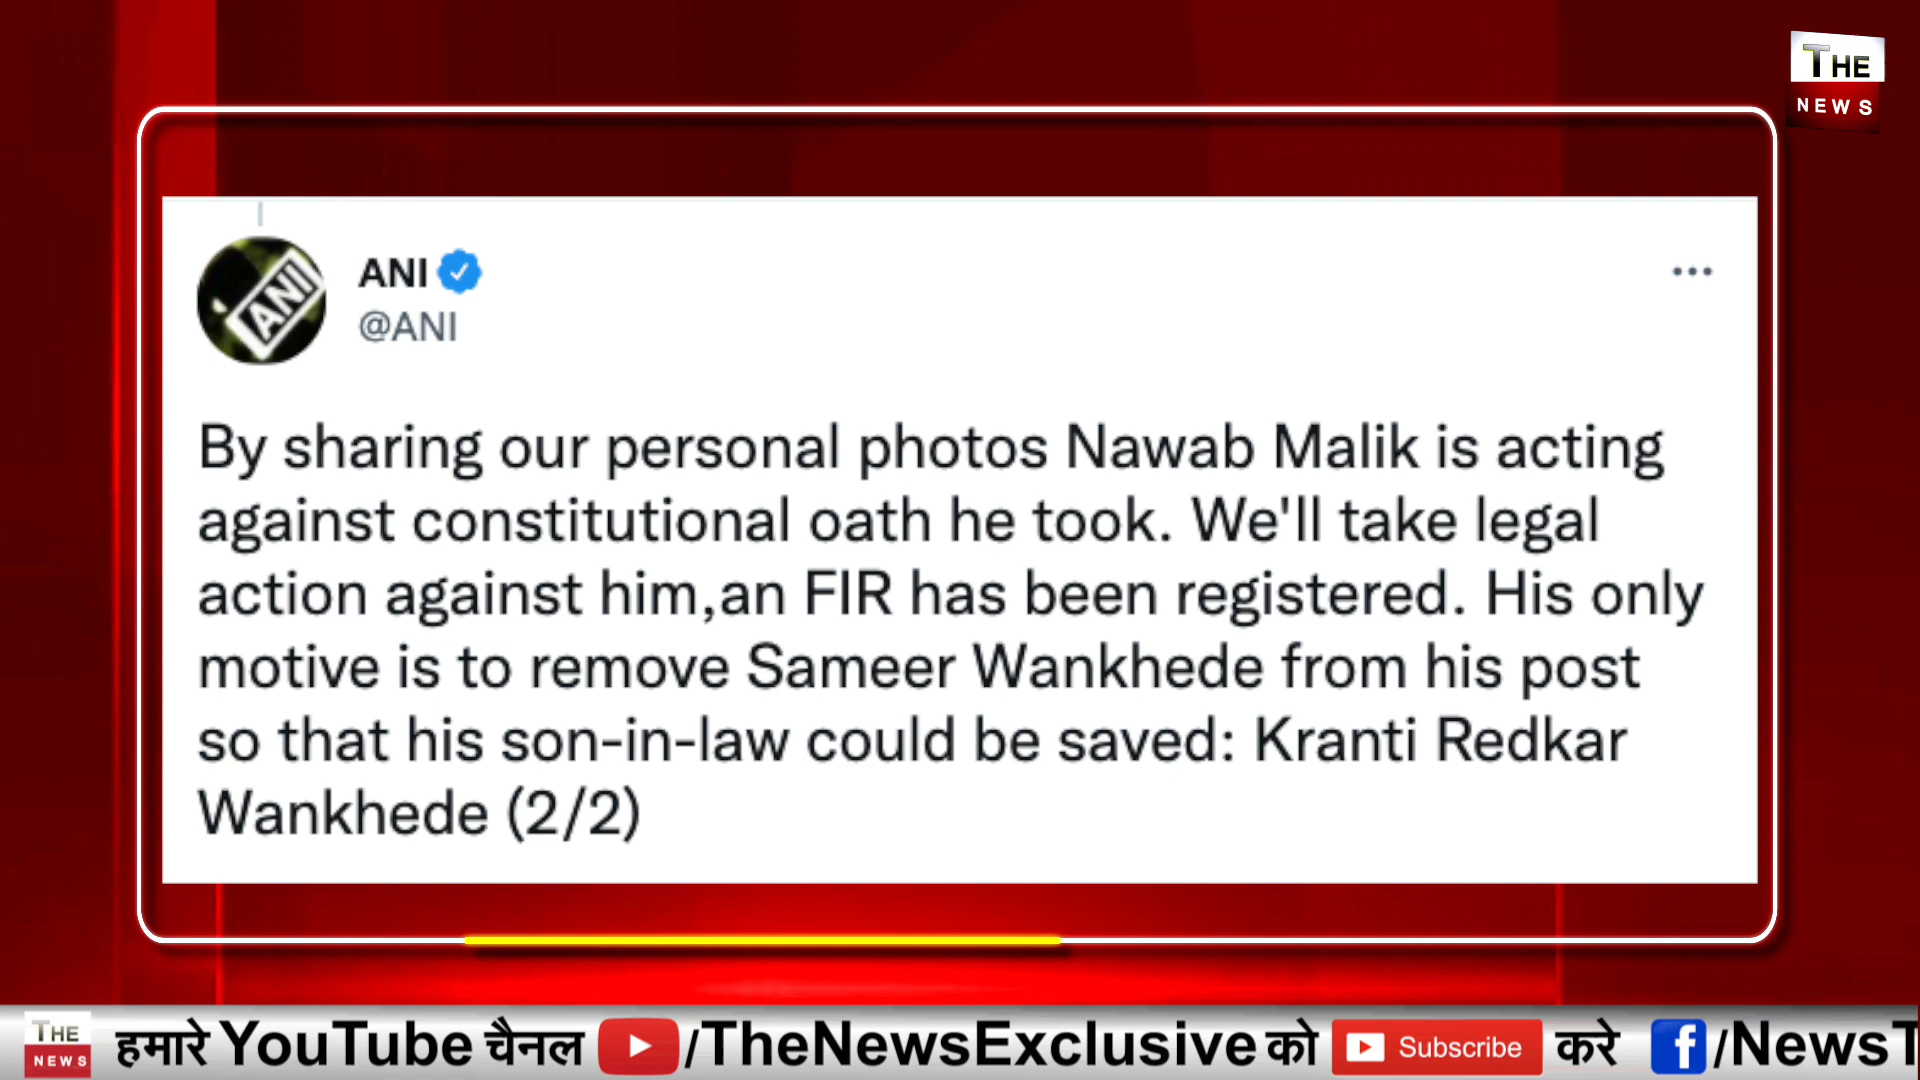 THE
NEWS
ANI
ANI
@ANI
By sharing our personal photos Nawab Malik is acting
against constitutional oath he took. We'll take legal
action against him,an FIR has been registered. His only
motive is to remove Sameer Wankhede from his post
so that his son-in-law could be saved: Kranti Redkar
Wankhede (2/2)
THE
NEWS
हमारे YouTube चैनल /TheNewsExclusive को Subscribe करे f /NewsT